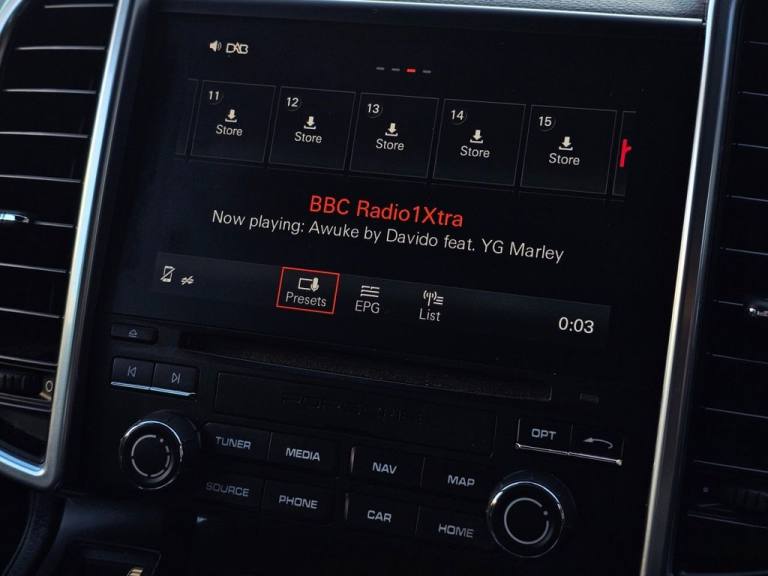 DAB
11
Store
12
Store
13
Store
14
Store
15
Store
BBC Radio1Xtra
Now playing: Awuke by Davido feat. YG Marley
Presets
EPG
List
0:03
TUNER
MEDIA
NAV
MAP
OPT
SOURCE
PHONE
CAR
HOME